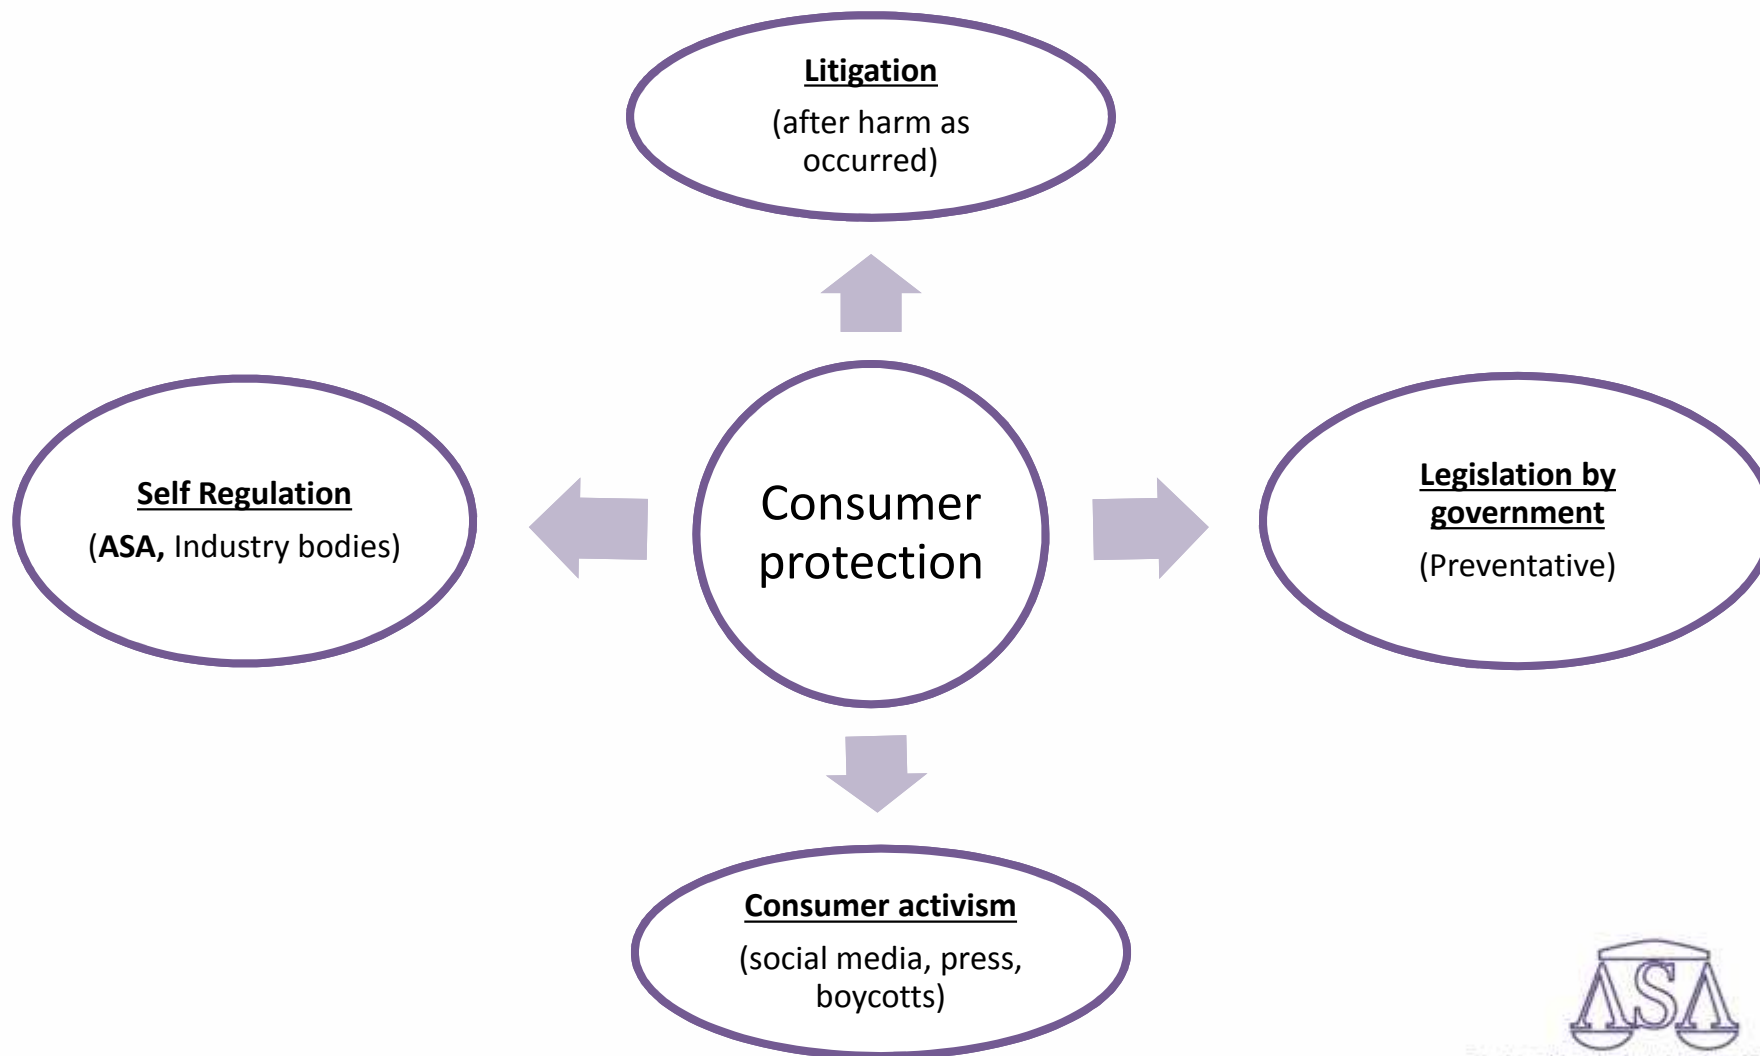 Litigation
(after harm as
occurred)
Self Regulation
(ASA, Industry bodies)
Consumer
protection
Legislation by
government
(Preventative)
Consumer activism
(social media, press,
boycotts)
ASA